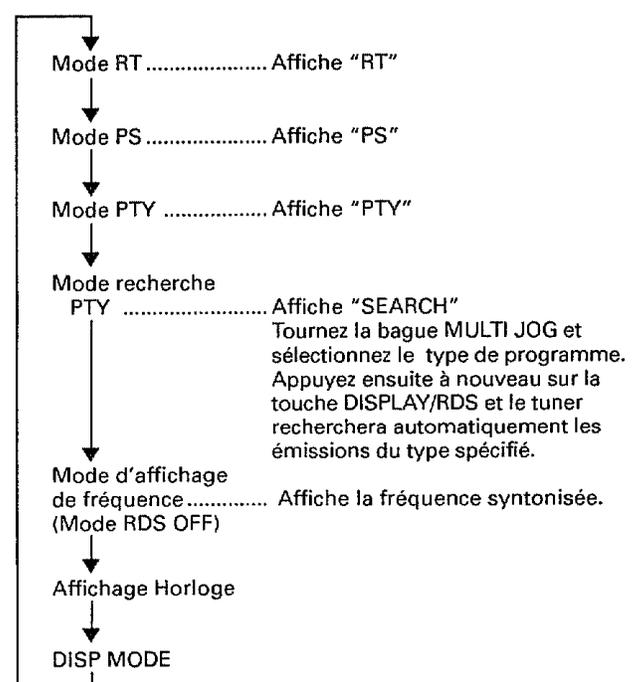 Mode RT ..................... Affiche "RT"
Mode PS ..................... Affiche "PS"
Mode PTY .................. Affiche "PTY"
Mode recherche
PTY ......................... Affiche "SEARCH"
Tournez la bague MULTI JOG et
sélectionnez le type de programme.
Appuyez ensuite à nouveau sur la
touche DISPLAY/RDS et le tuner
recherchera automatiquement les
émissions du type spécifié.
Mode d'affichage
de fréquence.............. Affiche la fréquence syntonisée.
(Mode RDS OFF)
Affichage Horloge
DISP MODE